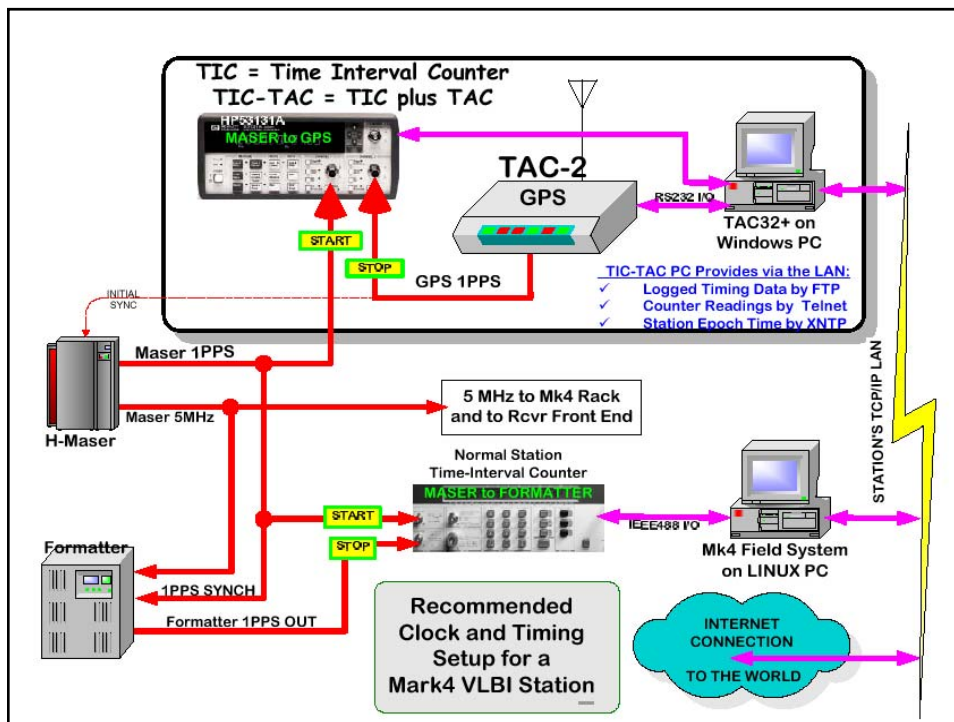 TIC = Time Interval Counter
TIC-TAC = TIC plus TAC
HP53131A
MASER to GPS
TAC-2
GPS
RS232 I/O
TAC32+ on
Windows PC
START
STOP
GPS 1PPS
TIC-TAC PC Provides via the LAN:
✓ Logged Timing Data by FTP
✓ Counter Readings by Telnet
✓ Station Epoch Time by XNTP
INITIAL
SYNC
Maser 1PPS
Maser 5MHz
H-Maser
5 MHz to Mk4 Rack
and to Rcvr Front End
Normal Station
Time-Interval Counter
MASER to FORMATTER
START
STOP
IEEE488 I/O
Mk4 Field System
on LINUX PC
STATION'S TCP/IP LAN
Formatter
1PPS SYNCH
Formatter 1PPS OUT
Recommended
Clock and Timing
Setup for a
Mark4 VLBI Station
INTERNET
CONNECTION
TO THE WORLD